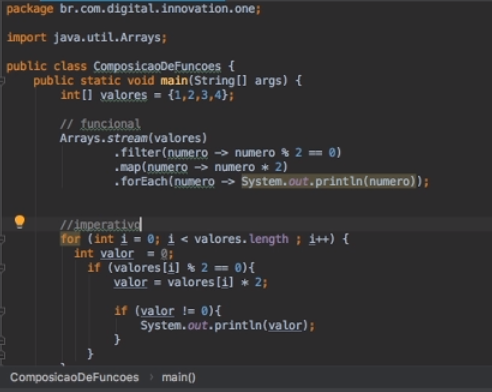 package br.com.digital.innovation.one;
import java.util.Arrays;
public class ComposicaoDeFuncoes {
public static void main(String[] args) {
int[] valores = {1,2,3,4};
// funcional
Arrays.stream(valores)
.filter(numero -> numero % 2 == 0)
.map(numero -> numero * 2)
.forEach(numero -> System.out.println(numero));
//imperativo
for (int i = 0; i < valores.length ; i++) {
int valor = 0;
if (valores[i] % 2 == 0){
valor = valores[i] * 2;
if (valor != 0){
System.out.println(valor);
}
}
ComposicaoDeFuncoes > main()